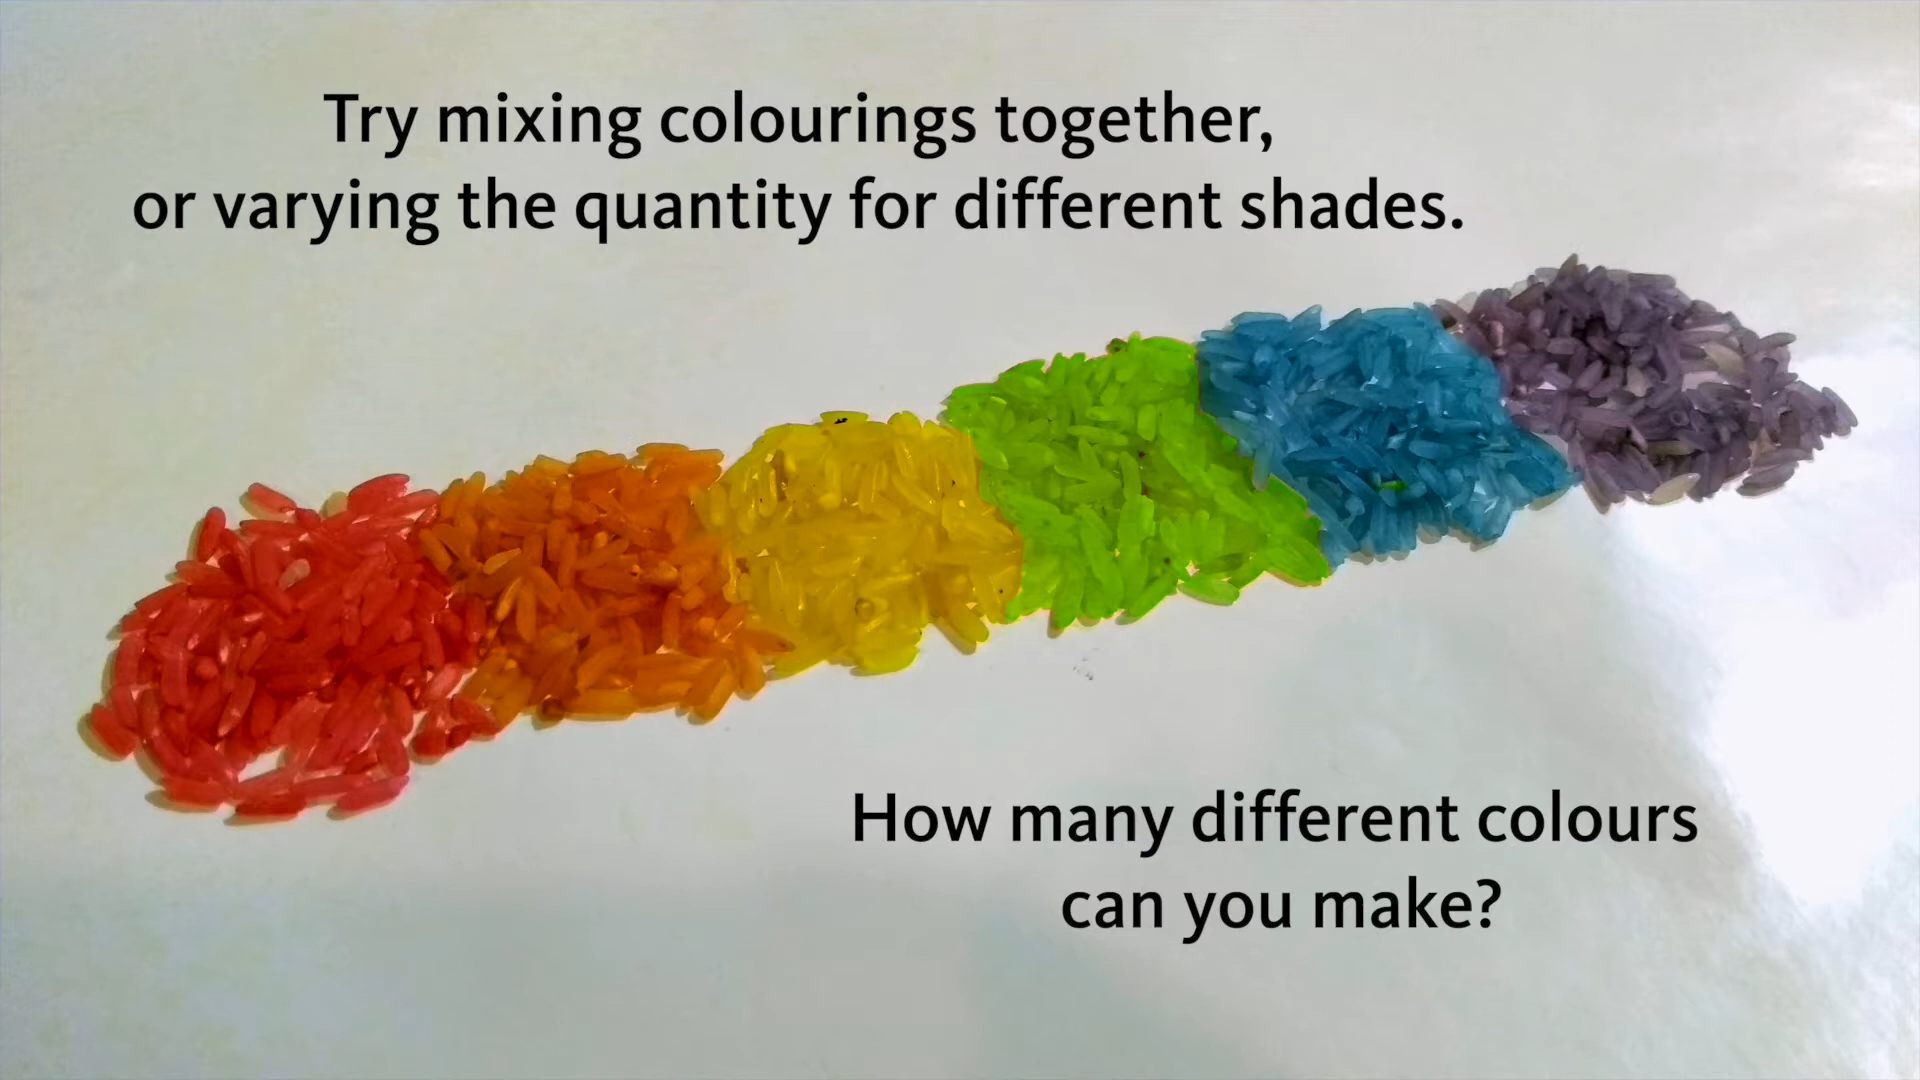 Try mixing colourings together,
or varying the quantity for different shades.
How many different colours
can you make?